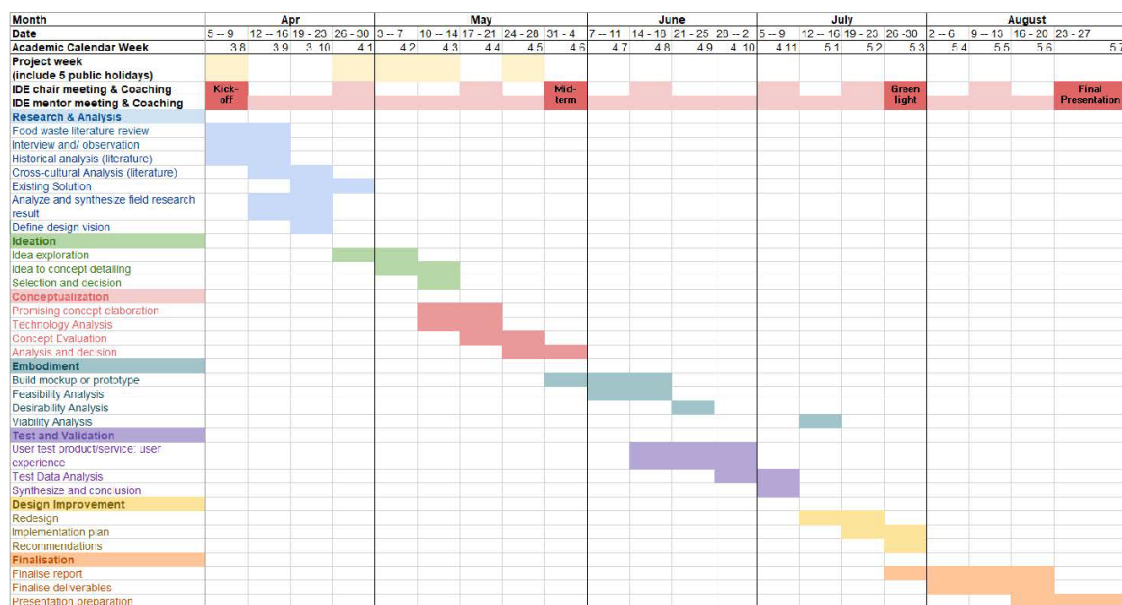 Month Apr May June July August
Date 5 -- 9 12 -- 16 19 - 23 26 - 30 3 -- 7 10 -- 14 17 - 21 24 - 28 31 - 4 7 -- 11 14 - 18 21 - 25 28 -- 2 5 -- 9 12 -- 16 19 - 23 26 -30 2 -- 6 9 -- 13 16 - 20 23 - 27
Academic Calendar Week 3.8 3.9 3. 10 4.1 4.2 4.3 4.4 4.5 4.6 4.7 4.8 4.9 4. 10 4.11 5.1 5.2 5.3 5.4 5.5 5.6 5.7
Project week
(include 5 public holidays)
IDE chair meeting & Coaching Kick- Mid- Green Final
IDE mentor meeting & Coaching off term light Presentation
Research & Analysis
Food waste literature review
Interview and/ observation
Historical analysis (literature)
Cross-cultural Analysis (literature)
Existing Solution
Analyze and synthesize field research
result
Define design vision
Ideation
Idea exploration
Idea to concept detailing
Selection and decision
Conceptualization
Promising concept elaboration
Technology Analysis
Concept Evaluation
Analysis and decision
Embodiment
Build mockup or prototype
Feasibility Analysis
Desirability Analysis
Viability Analysis
Test and Validation
User test product/service: user
experience
Test Data Analysis
Synthesize and conclusion
Design Improvement
Redesign
Implementation plan
Recommendations
Finalisation
Finalise report
Finalise deliverables
Presentation preparation